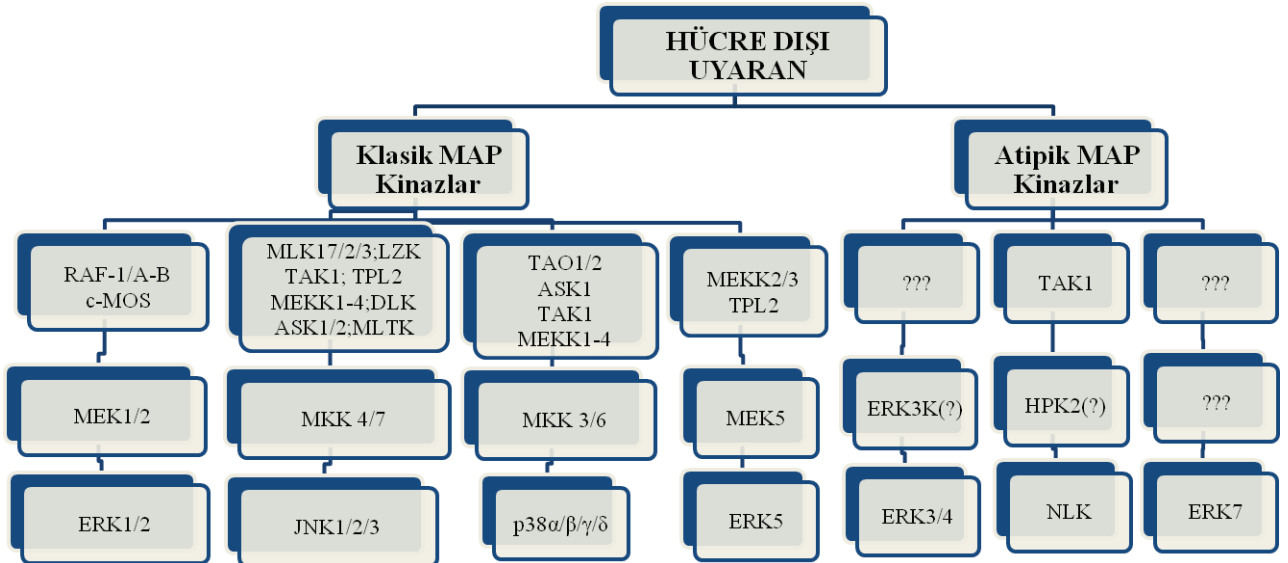 HÜCRE DIŞI
UYARAN
Klasik MAP
Kinazlar
Atipik MAP
Kinazlar
RAF-1/A-B
c-MOS
MLK17/2/3;LZK
TAK1; TPL2
MEKK1-4;DLK
ASK1/2;MLTK
TAO1/2
ASK1
TAK1
MEKK1-4
MEKK2/3
TPL2
???
TAK1
???
MEK1/2
MKK 4/7
MKK 3/6
MEK5
ERK3K(?)
HPK2(?)
???
ERK1/2
JNK1/2/3
p38α/β/γ/δ
ERK5
ERK3/4
NLK
ERK7